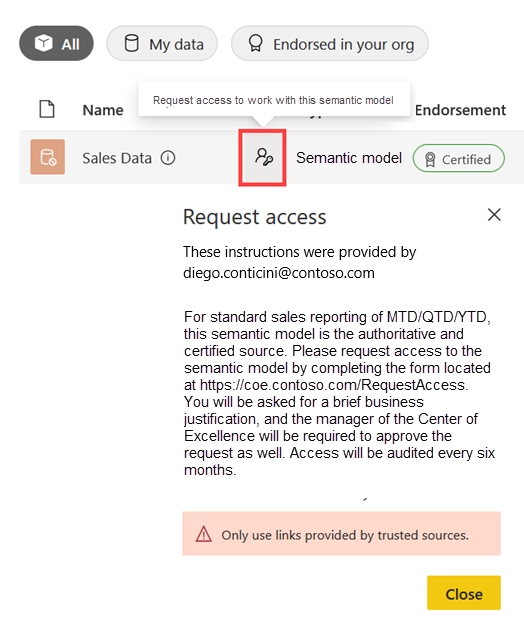 All
My data
Endorsed in your org
Request access to work with this semantic model
Name
Endorsement
Sales Data
Semantic model
Certified
Request access
These instructions were provided by
diego.conticini@contoso.com
For standard sales reporting of MTD/QTD/YTD,
this semantic model is the authoritative and
certified source. Please request access to the
semantic model by completing the form located
at https://coe.contoso.com/RequestAccess.
You will be asked for a brief business
justification, and the manager of the Center of
Excellence will be required to approve the
request as well. Access will be audited every six
months.
Only use links provided by trusted sources.
Close